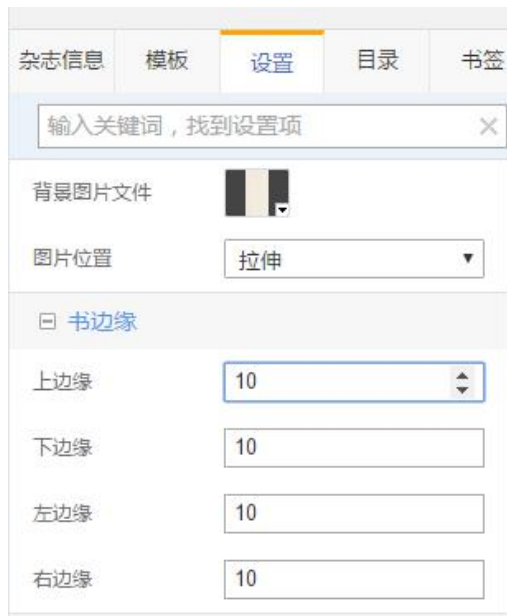 杂志信息 模板 设置 目录 书签
输入关键词，找到设置项
背景图片文件
图片位置 拉伸
书边缘
上边缘 10
下边缘 10
左边缘 10
右边缘 10